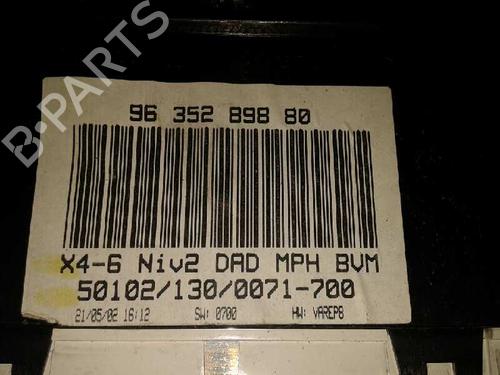 B-PARTS
96 352 898 80
X4-6 Niv2 DAD MPH BVM
50102/130/0071-700
21/05/02 16:12 SW: 0700 HW: VAREP8